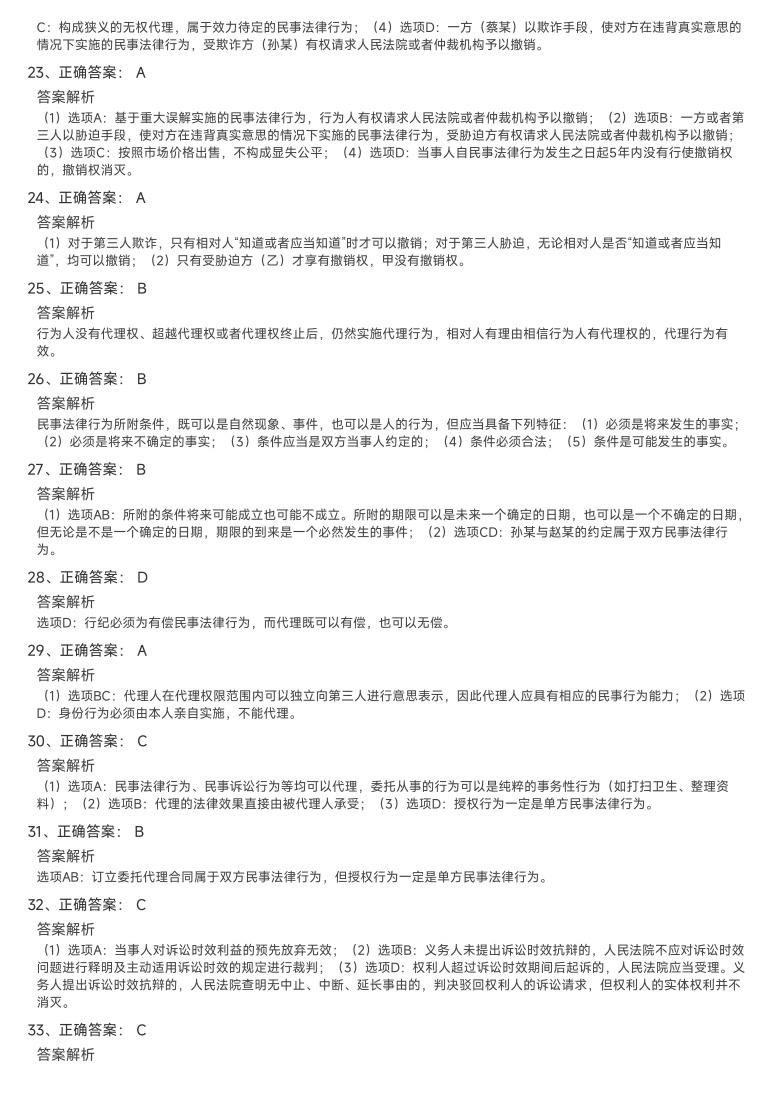 C：构成狭义的无权代理，属于效力待定的民事法律行为；（4）选项D：一方（蔡某）以欺诈手段，使对方在违背真实意思的
情况下实施的民事法律行为，受欺诈方（孙某）有权请求人民法院或者仲裁机构予以撤销。
23、正确答案： A
答案解析
（1）选项A：基于重大误解实施的民事法律行为，行为人有权请求人民法院或者仲裁机构予以撤销；（2）选项B：一方或者第
三人以胁迫手段，使对方在违背真实意思的情况下实施的民事法律行为，受胁迫方有权请求人民法院或者仲裁机构予以撤销；
（3）选项C：按照市场价格出售，不构成显失公平；（4）选项D：当事人自民事法律行为发生之日起5年内没有行使撤销权
的，撤销权消灭。
24、正确答案： A
答案解析
（1）对于第三人欺诈，只有相对人“知道或者应当知道”时才可以撤销；对于第三人胁迫，无论相对人是否“知道或者应当知
道”，均可以撤销；（2）只有受胁迫方（乙）才享有撤销权，甲没有撤销权。
25、正确答案： B
答案解析
行为人没有代理权、超越代理权或者代理权终止后，仍然实施代理行为，相对人有理由相信行为人有代理权的，代理行为有
效。
26、正确答案： B
答案解析
民事法律行为所附条件，既可以是自然现象、事件，也可以是人的行为，但应当具备下列特征：（1）必须是将来发生的事实；
（2）必须是将来不确定的事实；（3）条件应当是双方当事人约定的；（4）条件必须合法；（5）条件是可能发生的事实。
27、正确答案： B
答案解析
（1）选项AB：所附的条件将来可能成立也可能不成立。所附的期限可以是未来一个确定的日期，也可以是一个不确定的日期，
但无论是不是一个确定的日期，期限的到来是一个必然发生的事件；（2）选项CD：孙某与赵某的约定属于双方民事法律行
为。
28、正确答案： D
答案解析
选项D：行纪必须为有偿民事法律行为，而代理既可以有偿，也可以无偿。
29、正确答案： A
答案解析
（1）选项BC：代理人在代理权限范围内可以独立向第三人进行意思表示，因此代理人应具有相应的民事行为能力；（2）选项
D：身份行为必须由本人亲自实施，不能代理。
30、正确答案： C
答案解析
（1）选项A：民事法律行为、民事诉讼行为等均可以代理，委托从事的行为可以是纯粹的事务性行为（如打扫卫生、整理资
料）；（2）选项B：代理的法律效果直接由被代理人承受；（3）选项D：授权行为一定是单方民事法律行为。
31、正确答案： B
答案解析
选项AB：订立委托代理合同属于双方民事法律行为，但授权行为一定是单方民事法律行为。
32、正确答案： C
答案解析
（1）选项A：当事人对诉讼时效利益的预先放弃无效；（2）选项B：义务人未提出诉讼时效抗辩的，人民法院不应对诉讼时效
问题进行释明及主动适用诉讼时效的规定进行裁判；（3）选项D：权利人超过诉讼时效期间后起诉的，人民法院应当受理。义
务人提出诉讼时效抗辩的，人民法院查明无中止、中断、延长事由的，判决驳回权利人的诉讼请求，但权利人的实体权利并不
消灭。
33、正确答案： C
答案解析